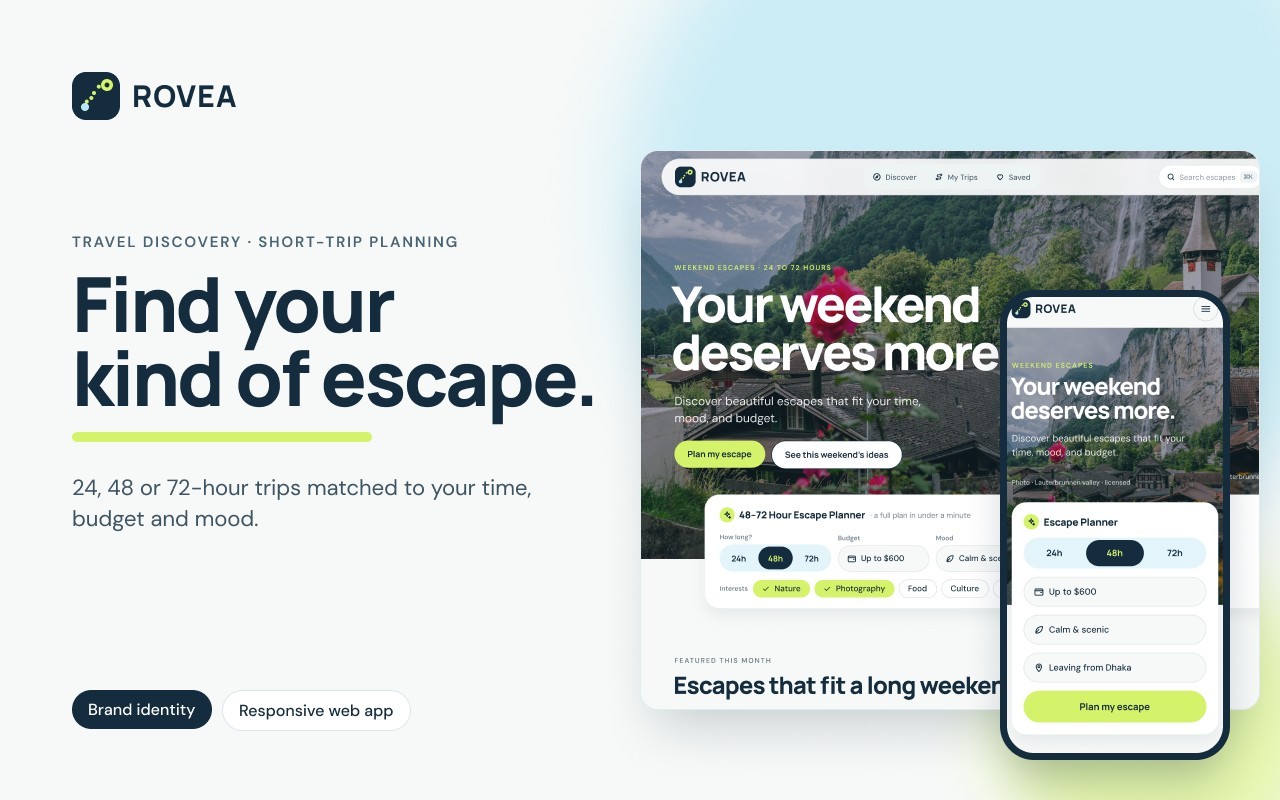 ROVEA
TRAVEL DISCOVERY · SHORT-TRIP PLANNING
Find your
kind of escape.
24, 48 or 72-hour trips matched to your time,
budget and mood.
Brand identity
Responsive web app
ROVEA
Discover
My Trips
Saved
Search escapes ⌘K
WEEKEND ESCAPES · 24 TO 72 HOURS
Your weekend
deserves more
Discover beautiful escapes that fit your time,
mood, and budget.
Plan my escape
See this weekend's ideas
48–72 Hour Escape Planner · a full plan in under a minute
How long?
Budget
Mood
24h
48h
72h
Up to $600
Calm & sce
Interests
Nature
Photography
Food
Culture
FEATURED THIS MONTH
Escapes that fit a long weeken
ROVEA
WEEKEND ESCAPES
Your weekend
deserves more.
Discover beautiful escapes that fit your
time, mood, and budget.
Photo · Lauterbrunnen valley · licensed
Escape Planner
24h
48h
72h
Up to $600
Calm & scenic
Leaving from Dhaka
Plan my escape